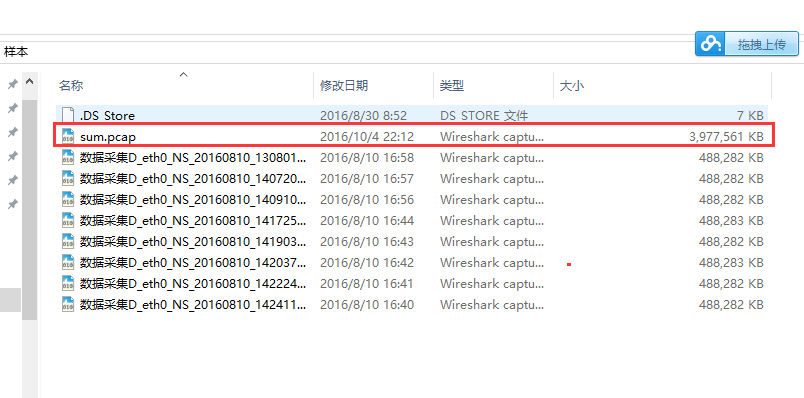 拖拽上传
样本
名称 修改日期 类型 大小
.DS_Store 2016/8/30 8:52 DS_STORE 文件 7 KB
sum.pcap 2016/10/4 22:12 Wireshark captu... 3,977,561 KB
数据采集D_eth0_NS_20160810_130801... 2016/8/10 16:58 Wireshark captu... 488,282 KB
数据采集D_eth0_NS_20160810_140720... 2016/8/10 16:57 Wireshark captu... 488,282 KB
数据采集D_eth0_NS_20160810_140910... 2016/8/10 16:56 Wireshark captu... 488,282 KB
数据采集D_eth0_NS_20160810_141725... 2016/8/10 16:44 Wireshark captu... 488,283 KB
数据采集D_eth0_NS_20160810_141903... 2016/8/10 16:43 Wireshark captu... 488,282 KB
数据采集D_eth0_NS_20160810_142037... 2016/8/10 16:42 Wireshark captu... 488,283 KB
数据采集D_eth0_NS_20160810_142224... 2016/8/10 16:41 Wireshark captu... 488,282 KB
数据采集D_eth0_NS_20160810_142411... 2016/8/10 16:40 Wireshark captu... 488,282 KB